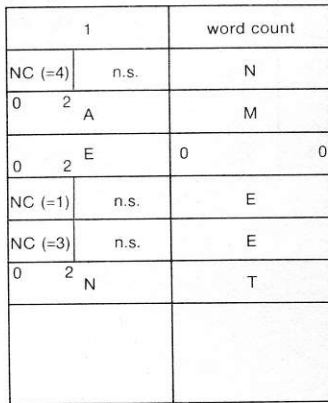 1 word count
NC (=4) n.s. N
0 2 A M
0 2 E 0 0
NC (=1) n.s. E
NC (=3) n.s. E
0 2 N T